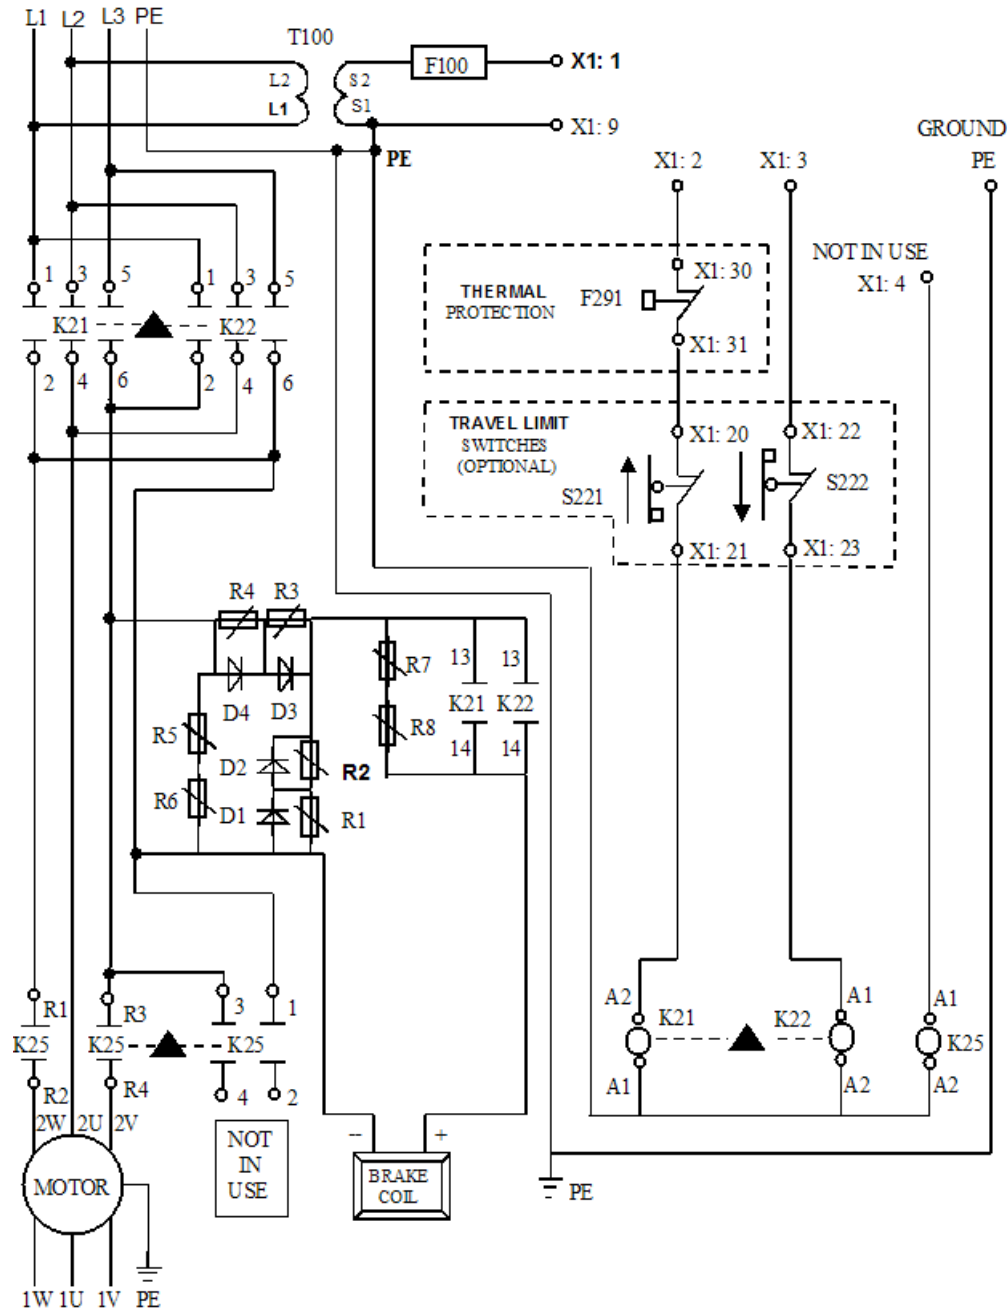 L1 L2 L3 PE
T100
L2 S2 F100 X1: 1
L1 S1
X1: 9
PE
GROUND
PE
X1: 2 X1: 3
NOT IN USE
X1: 4
1 3 5 1 3 5
K21 K22
2 4 6 2 4 6
THERMAL
PROTECTION
F291
X1: 30
X1: 31
TRAVEL LIMIT
SWITCHES
(OPTIONAL)
X1: 20 X1: 22
S221 S222
X1: 21 X1: 23
R4 R3
D4 D3
R5
R6
D2 R2
D1 R1
R7
R8
13 13
K21 K22
14 14
R1 R3 3 1
K25 K25 K25
R2 R4 4 2
2W 2U 2V
MOTOR
1W 1U 1V PE
NOT
IN
USE
-- +
BRAKE
COIL
PE
A2 A1 A1
K21 K22 K25
A1 A2 A2